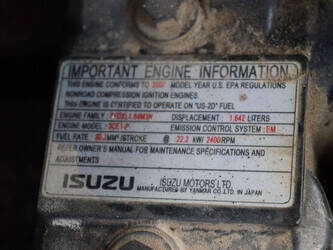 IMPORTANT ENGINE INFORMATION
THIS ENGINE CONFORMS TO 2007 MODEL YEAR U.S. EPA REGULATIONS
NONROAD COMPRESSION IGNITION ENGINES.
THIS ENGINE IS CERTIFIED TO OPERATE ON "US-2D" FUEL
ENGINE FAMILY DISPLACEMENT 1.642 LITERS
ENGINE MODEL EMISSION CONTROL SYSTEM EM
FUEL RATE MM³/STROKE @ 22.2 kW 2400RPM
REFER OWNER'S MANUAL FOR MAINTENANCE SPECIFICATIONS AND
ADJUSTMENTS
ISUZU ISUZU MOTORS LTD.
MANUFACTURED BY YANMAR CO. LTD. IN JAPAN